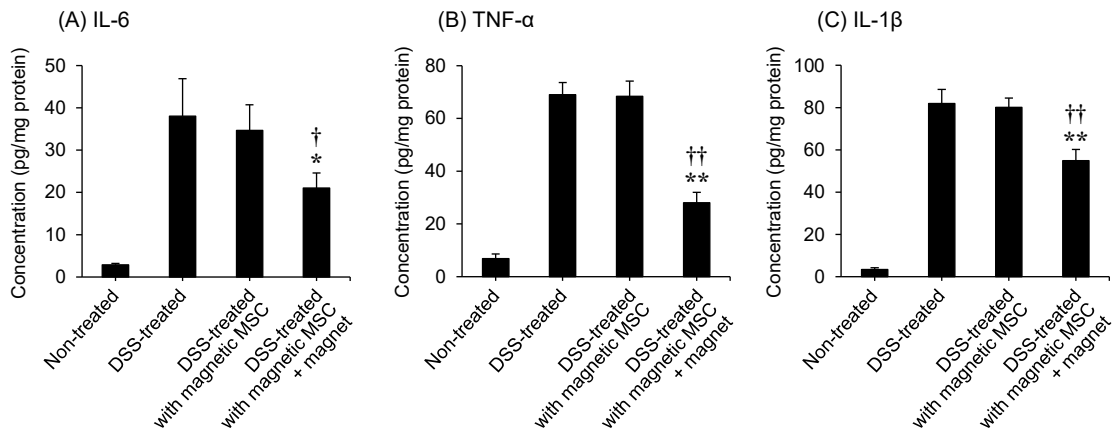 (A) IL-6
Concentration (pg/mg protein)
50
40
30
20
10
0
†
*
Non-treated
DSS-treated
DSS-treated
with magnetic MSC
DSS-treated
with magnetic MSC
+ magnet
(B) TNF-α
Concentration (pg/mg protein)
80
60
40
20
0
††
**
Non-treated
DSS-treated
DSS-treated
with magnetic MSC
DSS-treated
with magnetic MSC
+ magnet
(C) IL-1β
Concentration (pg/mg protein)
100
80
60
40
20
0
††
**
Non-treated
DSS-treated
DSS-treated
with magnetic MSC
DSS-treated
with magnetic MSC
+ magnet